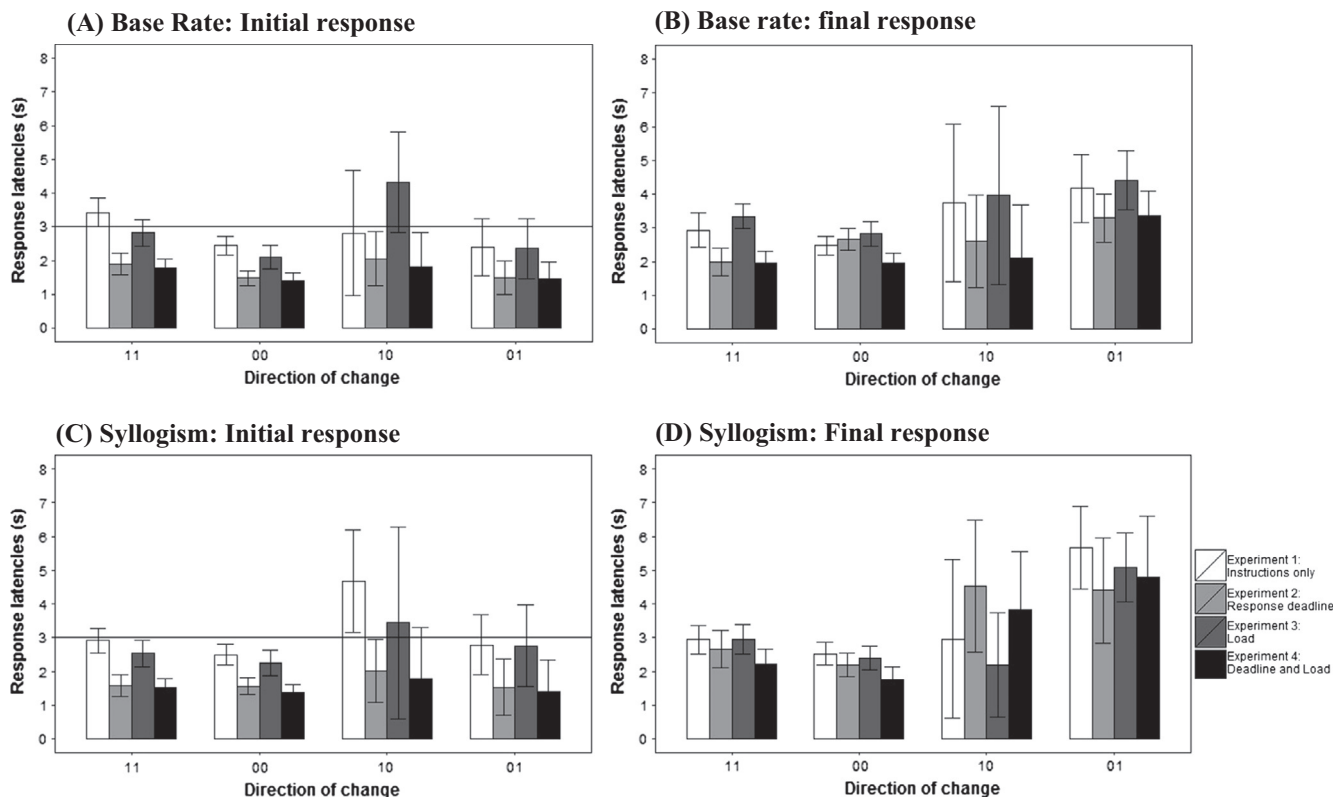 (A) Base Rate: Initial response
Response latencies (s)
8
7
6
5
4
3
2
1
0
11 00 10 01
Direction of change
(B) Base rate: final response
Response latencies (s)
8
7
6
5
4
3
2
1
0
11 00 10 01
Direction of change
(C) Syllogism: Initial response
Response latencies (s)
8
7
6
5
4
3
2
1
0
11 00 10 01
Direction of change
(D) Syllogism: Final response
Response latencies (s)
8
7
6
5
4
3
2
1
0
11 00 10 01
Direction of change
Experiment 1:
Instructions only
Experiment 2:
Response deadline
Experiment 3:
Load
Experiment 4:
Deadline and Load